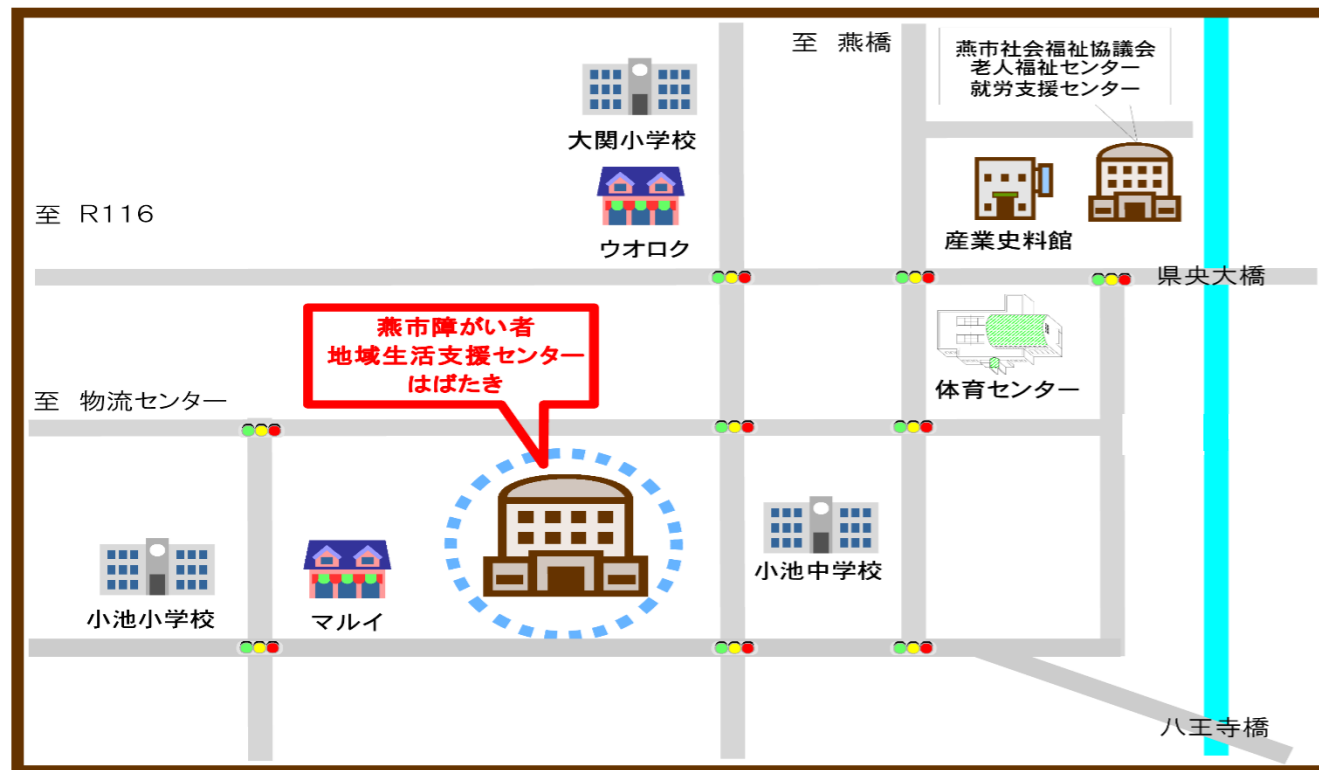 至 燕橋
燕市社会福祉協議会
老人福祉センター
就労支援センター
大関小学校
至 R116
ウオロク
産業史料館
県央大橋
燕市障がい者
地域生活支援センター
はばたき
体育センター
至 物流センター
小池中学校
小池小学校
マルイ
八王寺橋